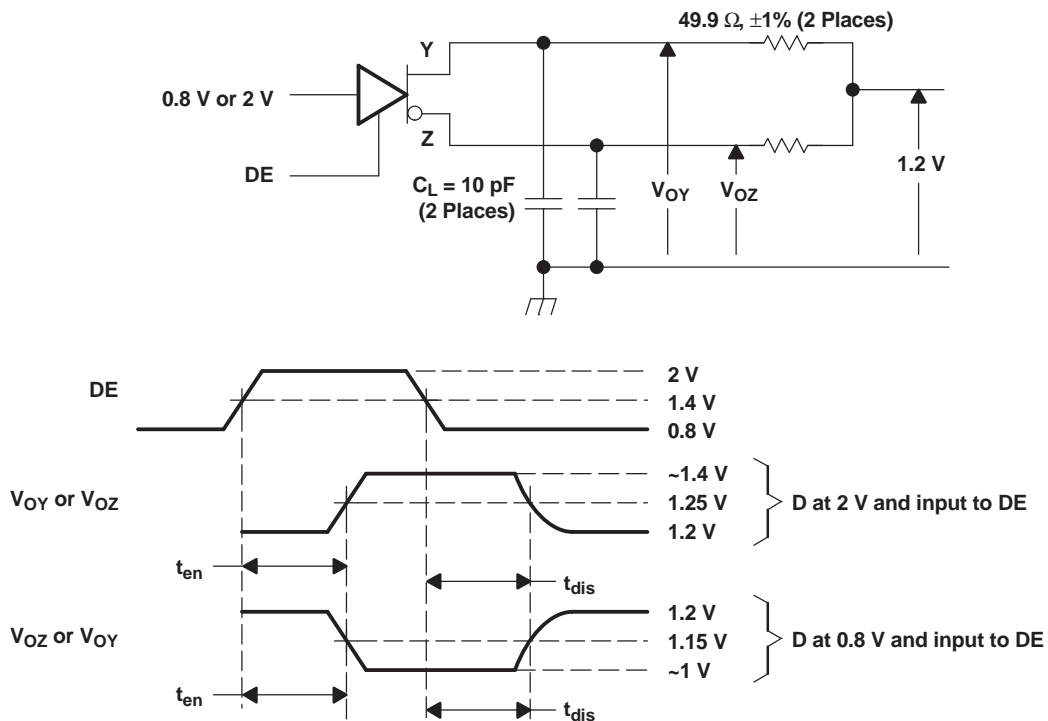 49.9 Ω, ±1% (2 Places)
Y
0.8 V or 2 V
Z
DE
1.2 V
C_L = 10 pF
(2 Places)
V_OY
V_OZ
DE
2 V
1.4 V
0.8 V
V_OY or V_OZ
~1.4 V
1.25 V
1.2 V
D at 2 V and input to DE
t_en
t_dis
V_OZ or V_OY
1.2 V
1.15 V
~1 V
D at 0.8 V and input to DE
t_en
t_dis